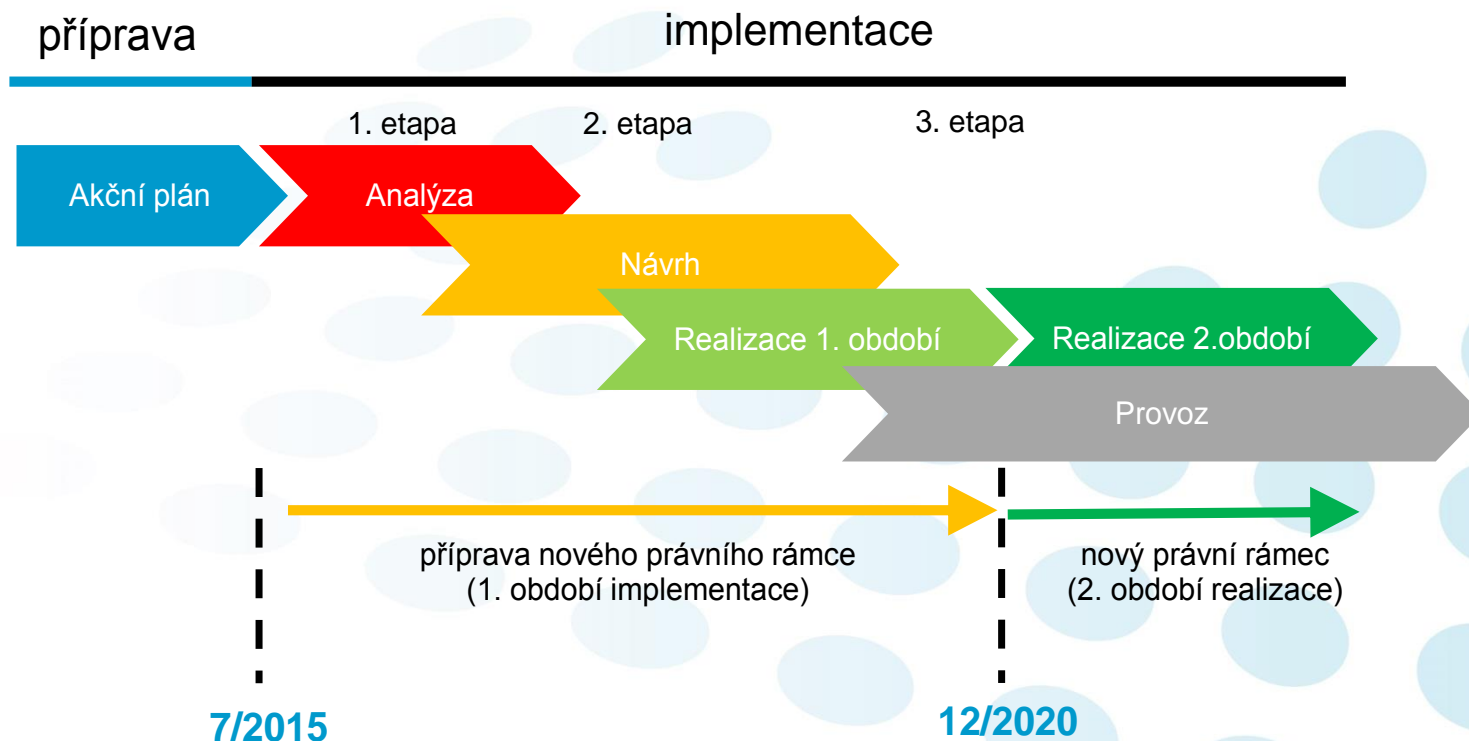 příprava
implementace
1. etapa
2. etapa
3. etapa
Akční plán
Analýza
Návrh
Realizace 1. období
Realizace 2.období
Provoz
příprava nového právního rámce
(1. období implementace)
nový právní rámec
(2. období realizace)
7/2015
12/2020